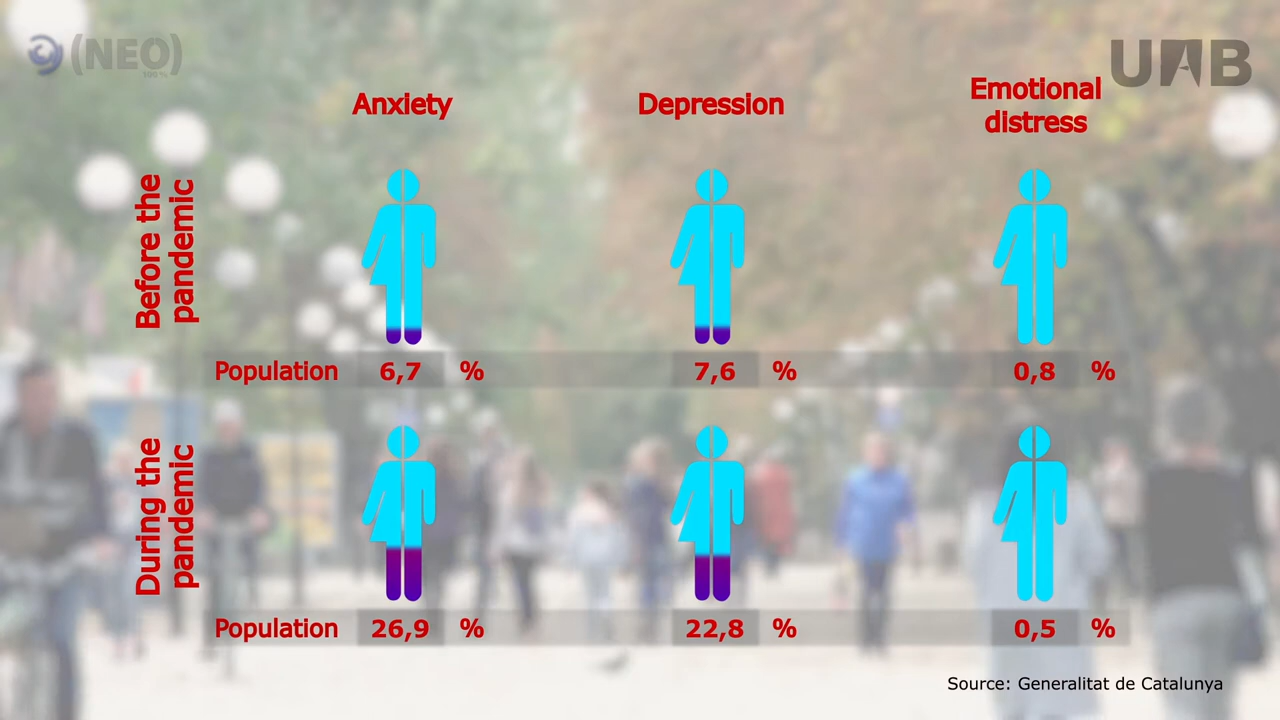 (NEO)
100%
UAB
Anxiety
Depression
Emotional
distress
Before the
pandemic
Population 6,7 % 7,6 % 0,8 %
During the
pandemic
Population 26,9 % 22,8 % 0,5 %
Source: Generalitat de Catalunya